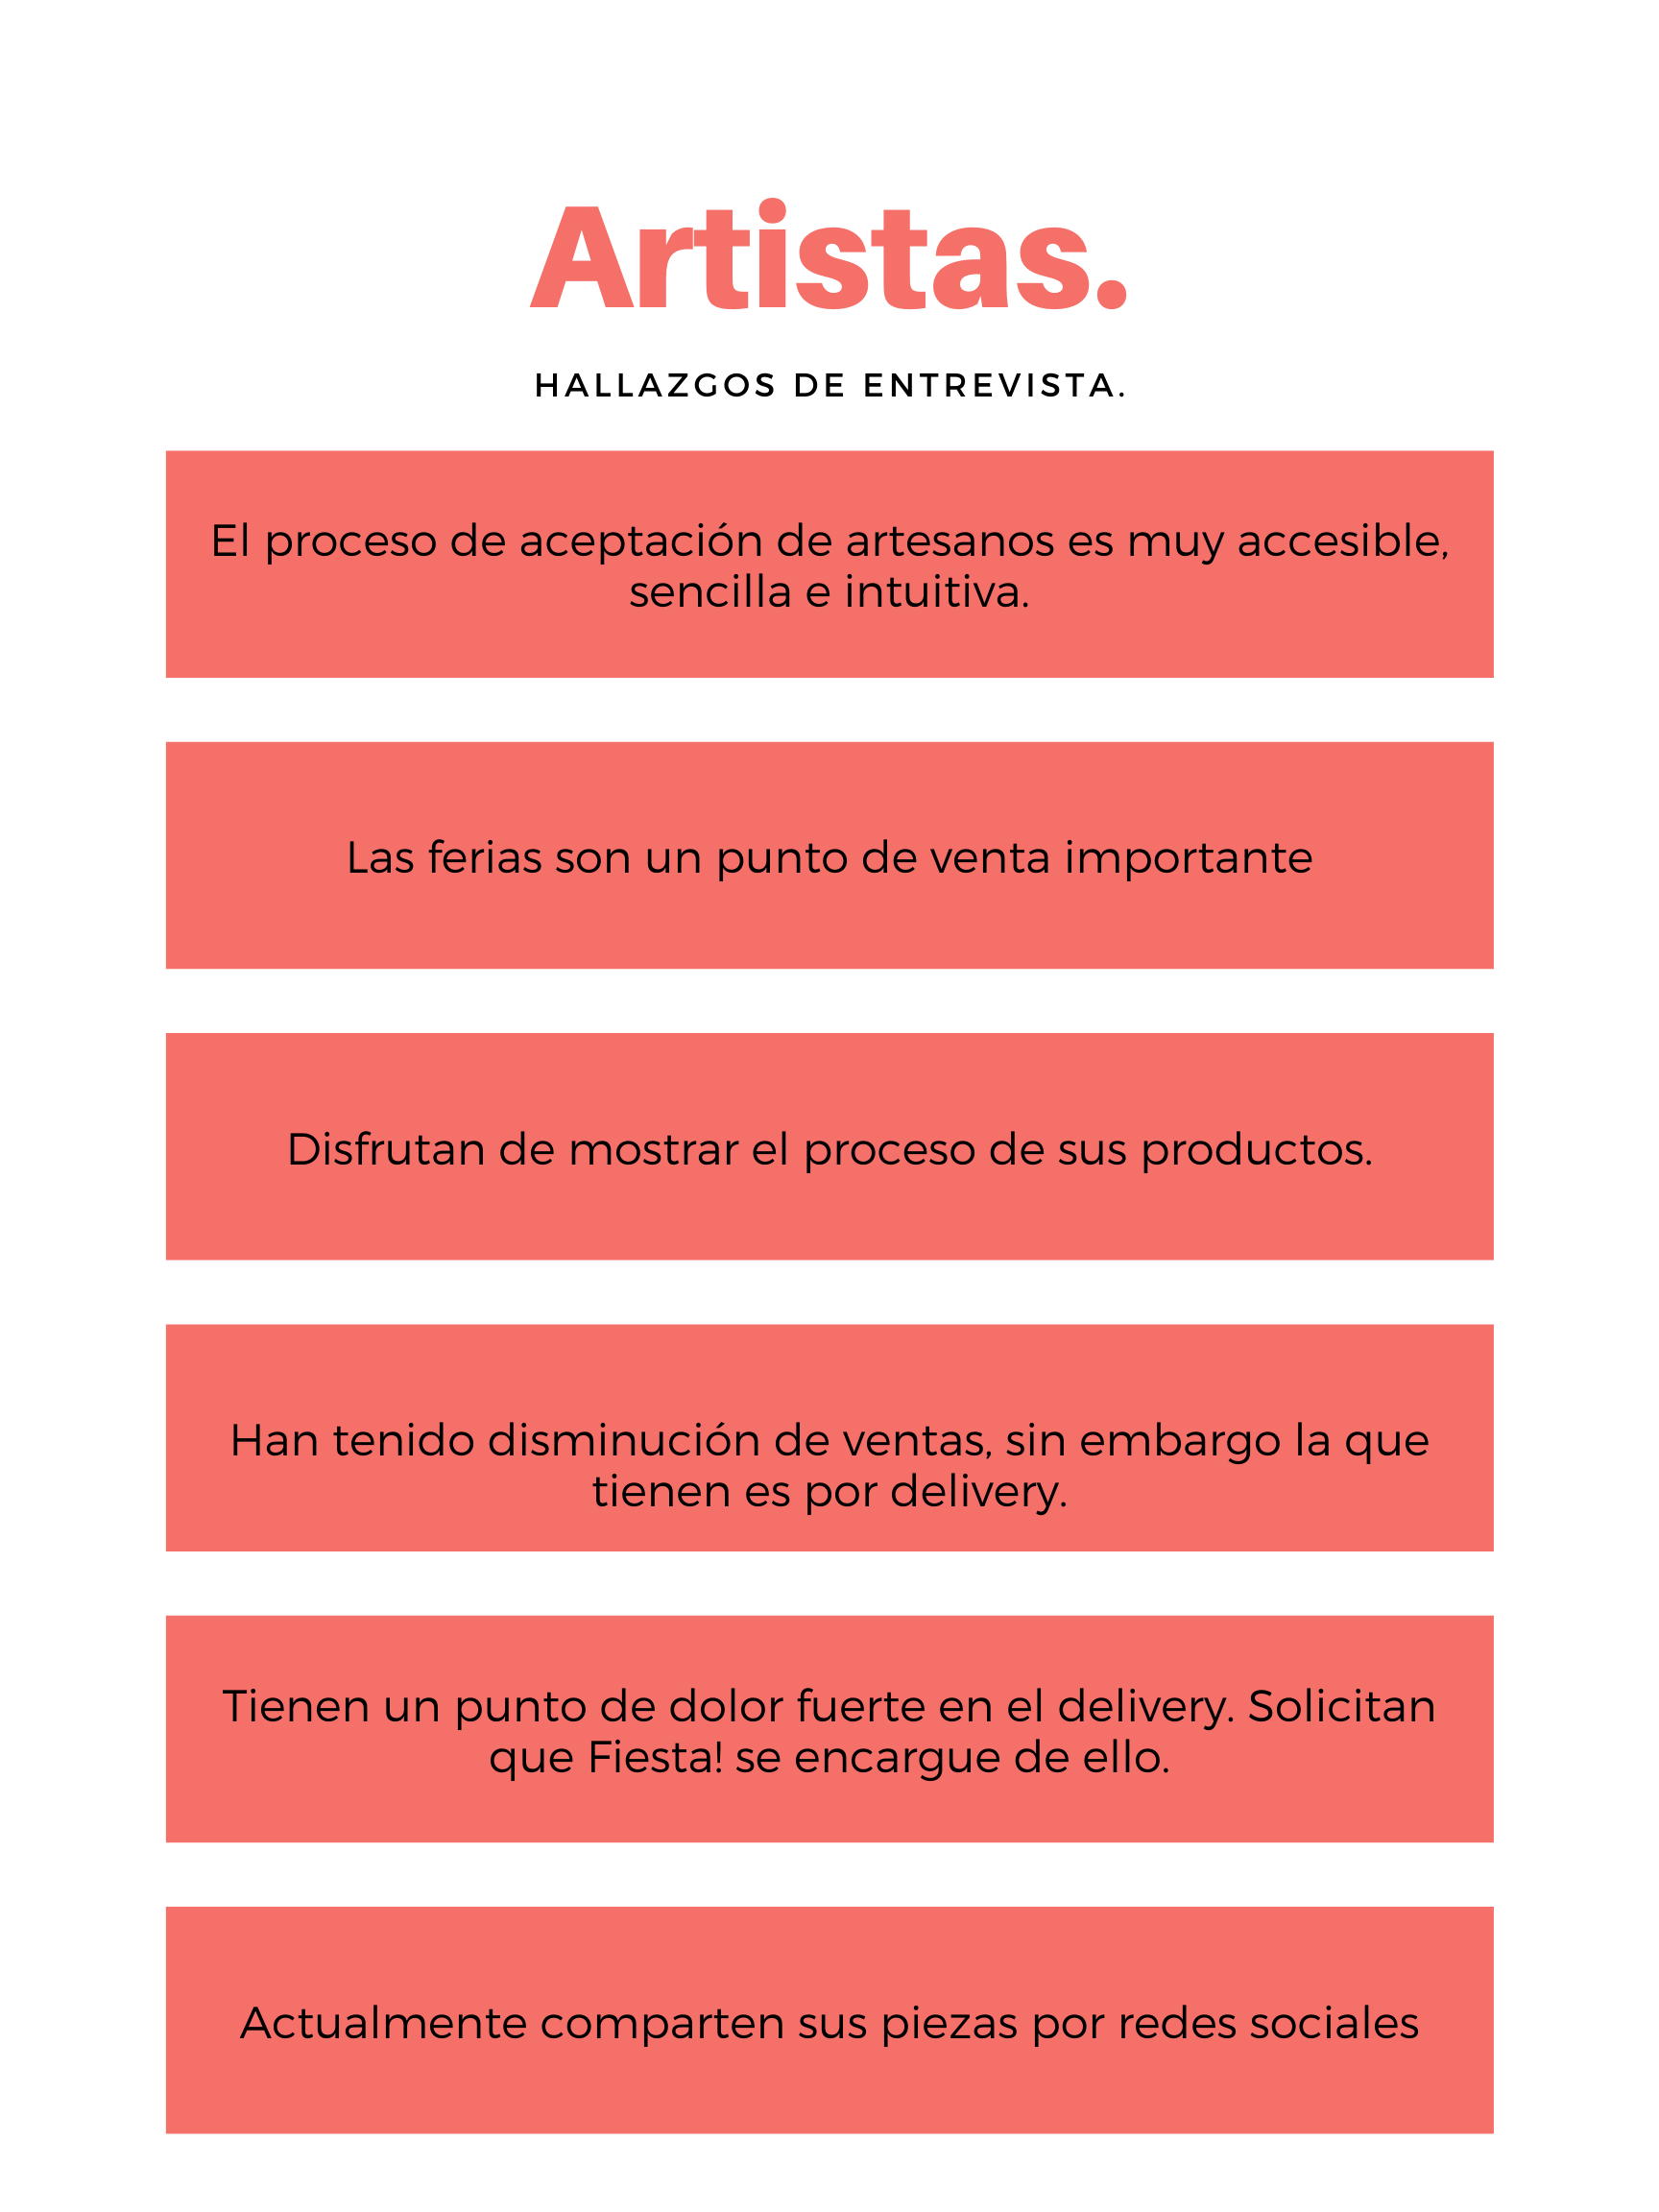 Artistas.
HALLAZGOS DE ENTREVISTA.
El proceso de aceptación de artesanos es muy accesible,
sencilla e intuitiva.
Las ferias son un punto de venta importante
Disfrutan de mostrar el proceso de sus productos.
Han tenido disminución de ventas, sin embargo la que
tienen es por delivery.
Tienen un punto de dolor fuerte en el delivery. Solicitan
que Fiesta! se encargue de ello.
Actualmente comparten sus piezas por redes sociales